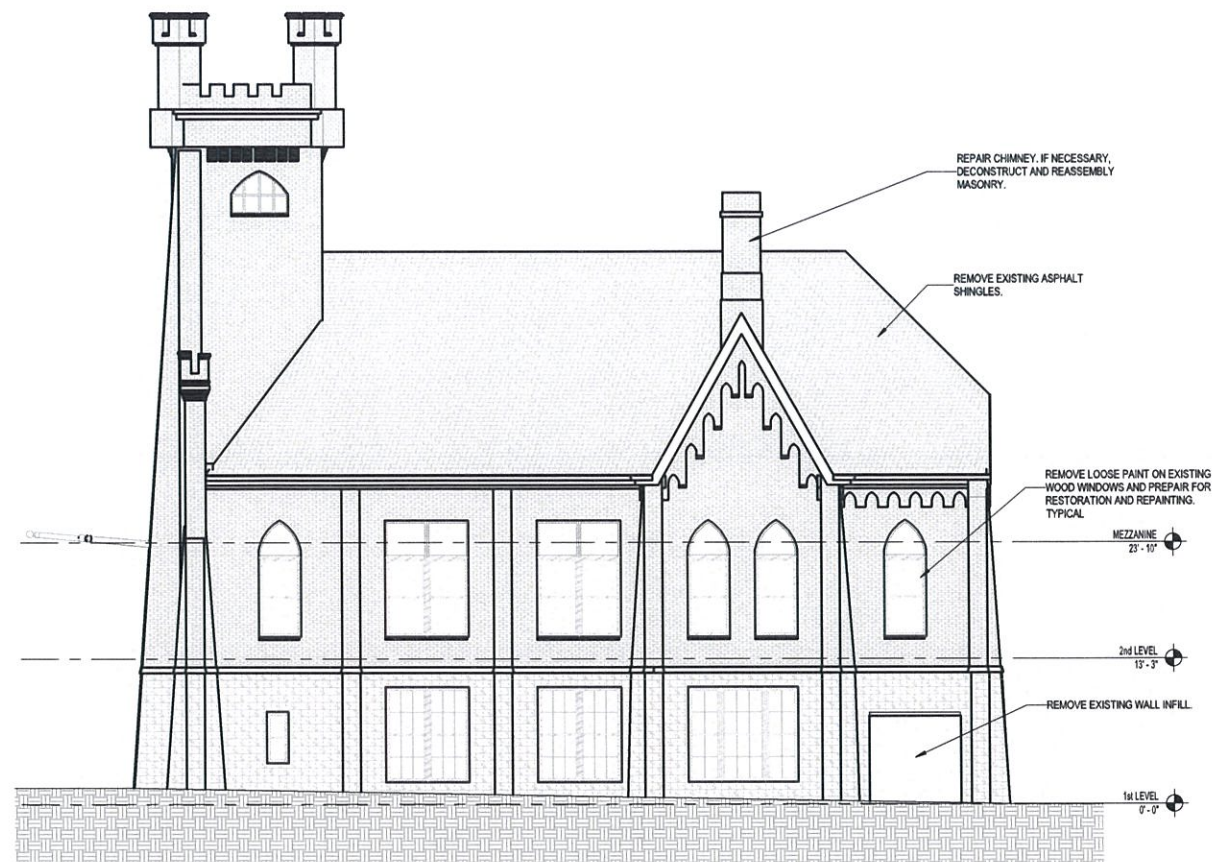 REPAIR CHIMNEY. IF NECESSARY,
DECONSTRUCT AND REASSEMBLY
MASONRY.
REMOVE EXISTING ASPHALT
SHINGLES.
REMOVE LOOSE PAINT ON EXISTING
WOOD WINDOWS AND PREPAIR FOR
RESTORATION AND REPAINTING.
TYPICAL
MEZZANINE
23' - 10"
2nd LEVEL
13' - 3"
REMOVE EXISTING WALL INFILL.
1st LEVEL
0' - 0"